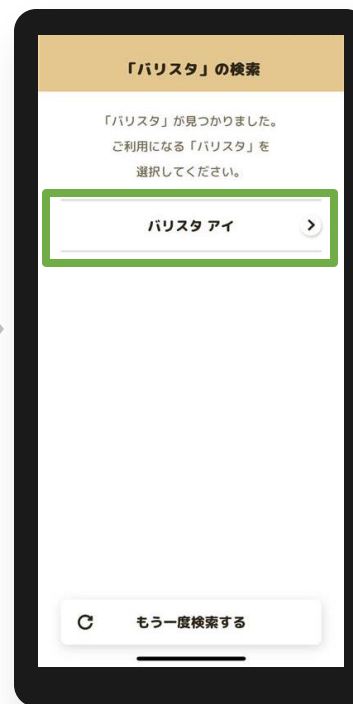 「バリスタ」の検索
「バリスタ」が見つかりました。
ご利用になる「バリスタ」を
選択してください。
バリスタ アイ
もう一度検索する